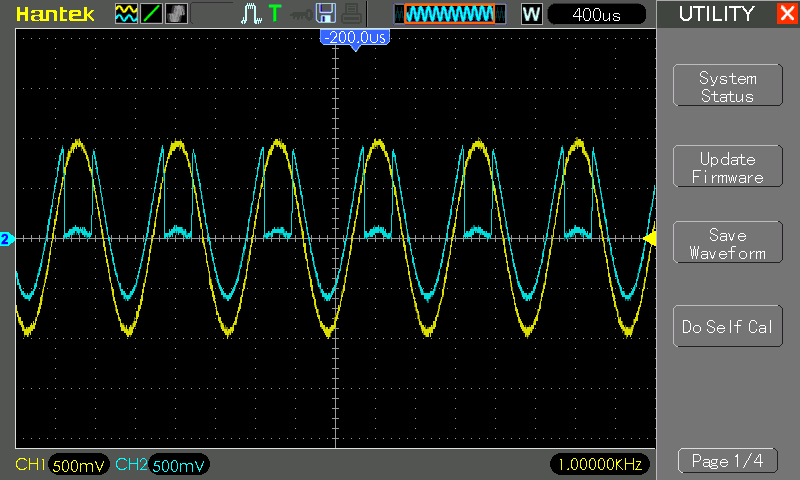 Hantek
T
W
400us
UTILITY
-200.0us
System
Status
Update
Firmware
Save
Waveform
2
Do Self Cal
CH1 500mV CH2 500mV
1.00000KHz
Page 1/4